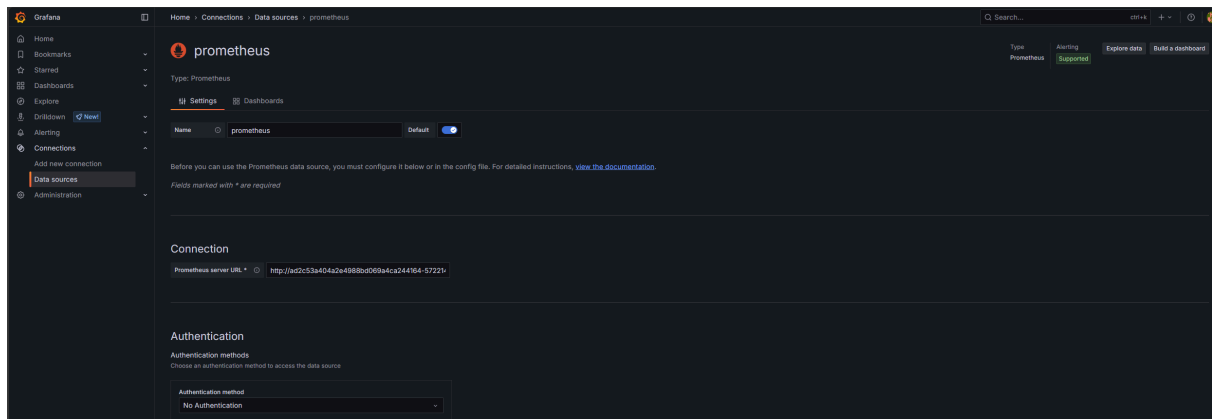 Grafana
Home › Connections › Data sources › prometheus
Search...
ctrl+k
Home
Bookmarks
Starred
Dashboards
Explore
Drilldown New!
Alerting
Connections
Add new connection
Data sources
Administration
prometheus
Type
Prometheus
Alerting
Supported
Explore data
Build a dashboard
Type: Prometheus
Settings
Dashboards
Name
prometheus
Default
Before you can use the Prometheus data source, you must configure it below or in the config file. For detailed instructions, view the documentation.
Fields marked with * are required
Connection
Prometheus server URL *
http://ad2c53a404a2e4988bd069a4ca244164-57221
Authentication
Authentication methods
Choose an authentication method to access the data source
Authentication method
No Authentication